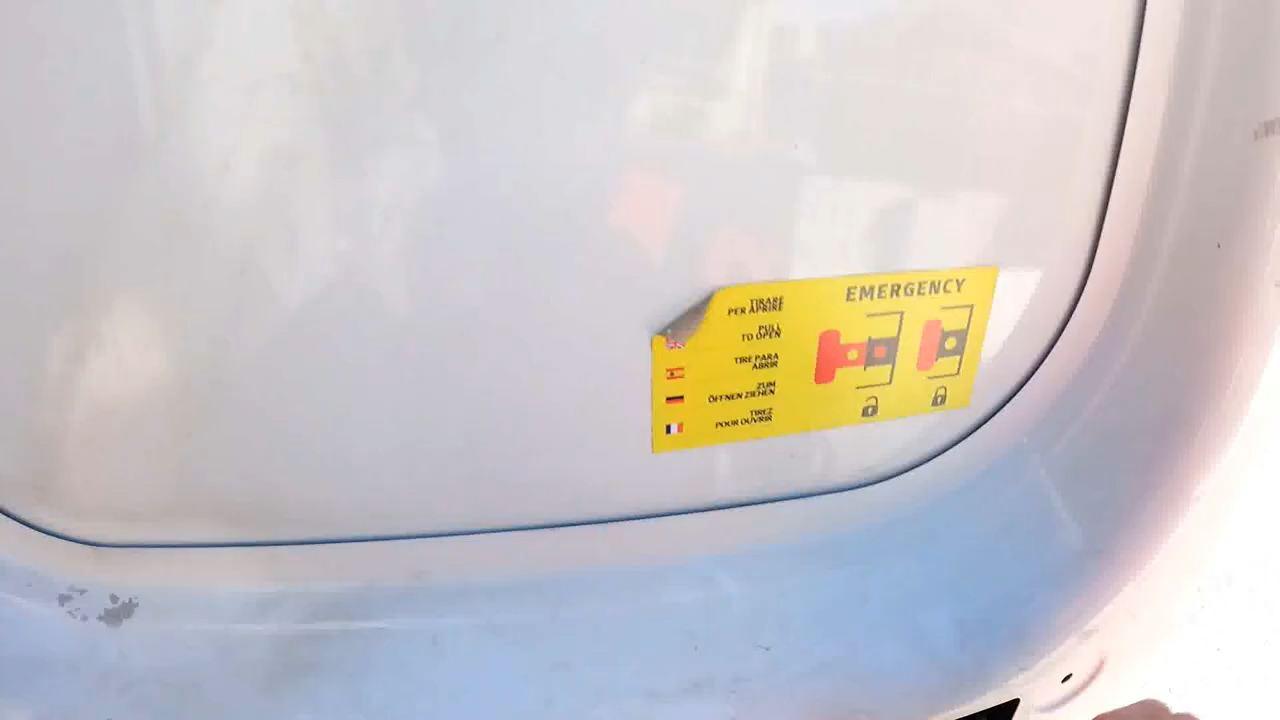 EMERGENCY
TIRARE
PER APRIRE
PULL
TO OPEN
TIRE PARA
ABRIR
ZUM
ÖFFNEN ZIEHEN
TIREZ
POUR OUVRIR